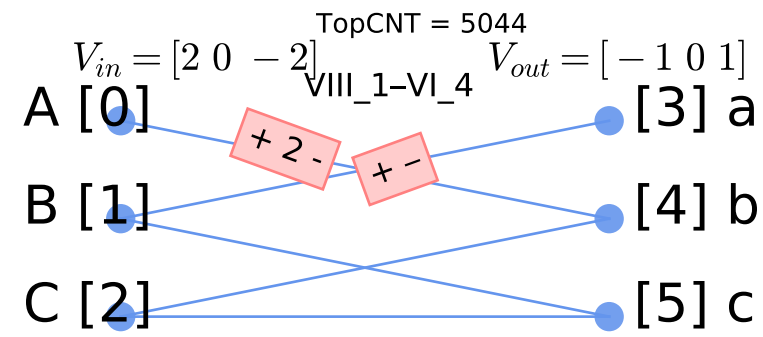 TopCNT = 5044
V_in = [2 0 − 2] V_out = [− 1 0 1]
VIII_1–VI_4
A [0] [3] a
+ 2 -
+ −
B [1] [4] b
C [2] [5] c